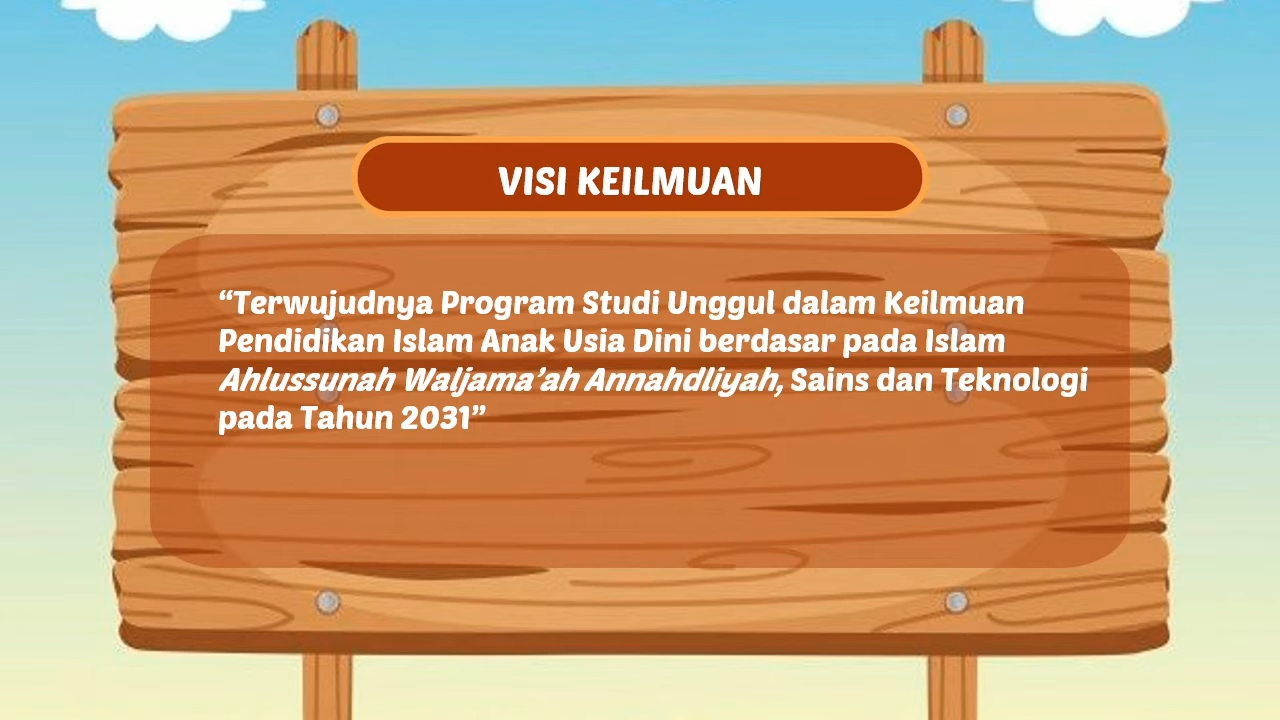 VISI KEILMUAN
“Terwujudnya Program Studi Unggul dalam Keilmuan
Pendidikan Islam Anak Usia Dini berdasar pada Islam
Ahlussunah Waljama’ah Annahdliyah, Sains dan Teknologi
pada Tahun 2031”